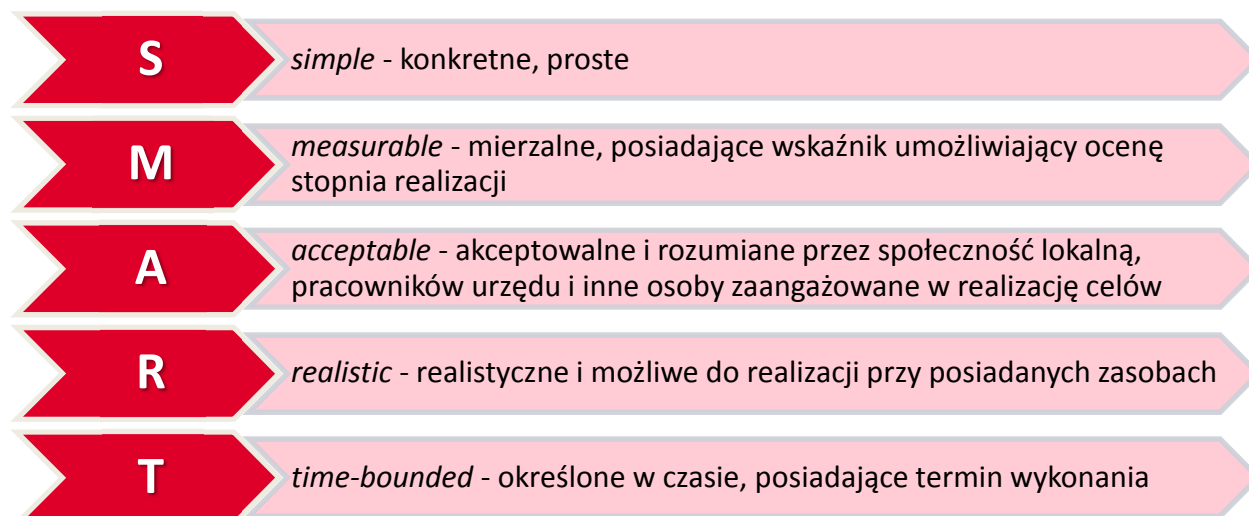 S
simple - konkretne, proste
M
measurable - mierzalne, posiadające wskaźnik umożliwiający ocenę
stopnia realizacji
A
acceptable - akceptowalne i rozumiane przez społeczność lokalną,
pracowników urzędu i inne osoby zaangażowane w realizację celów
R
realistic - realistyczne i możliwe do realizacji przy posiadanych zasobach
T
time-bounded - określone w czasie, posiadające termin wykonania